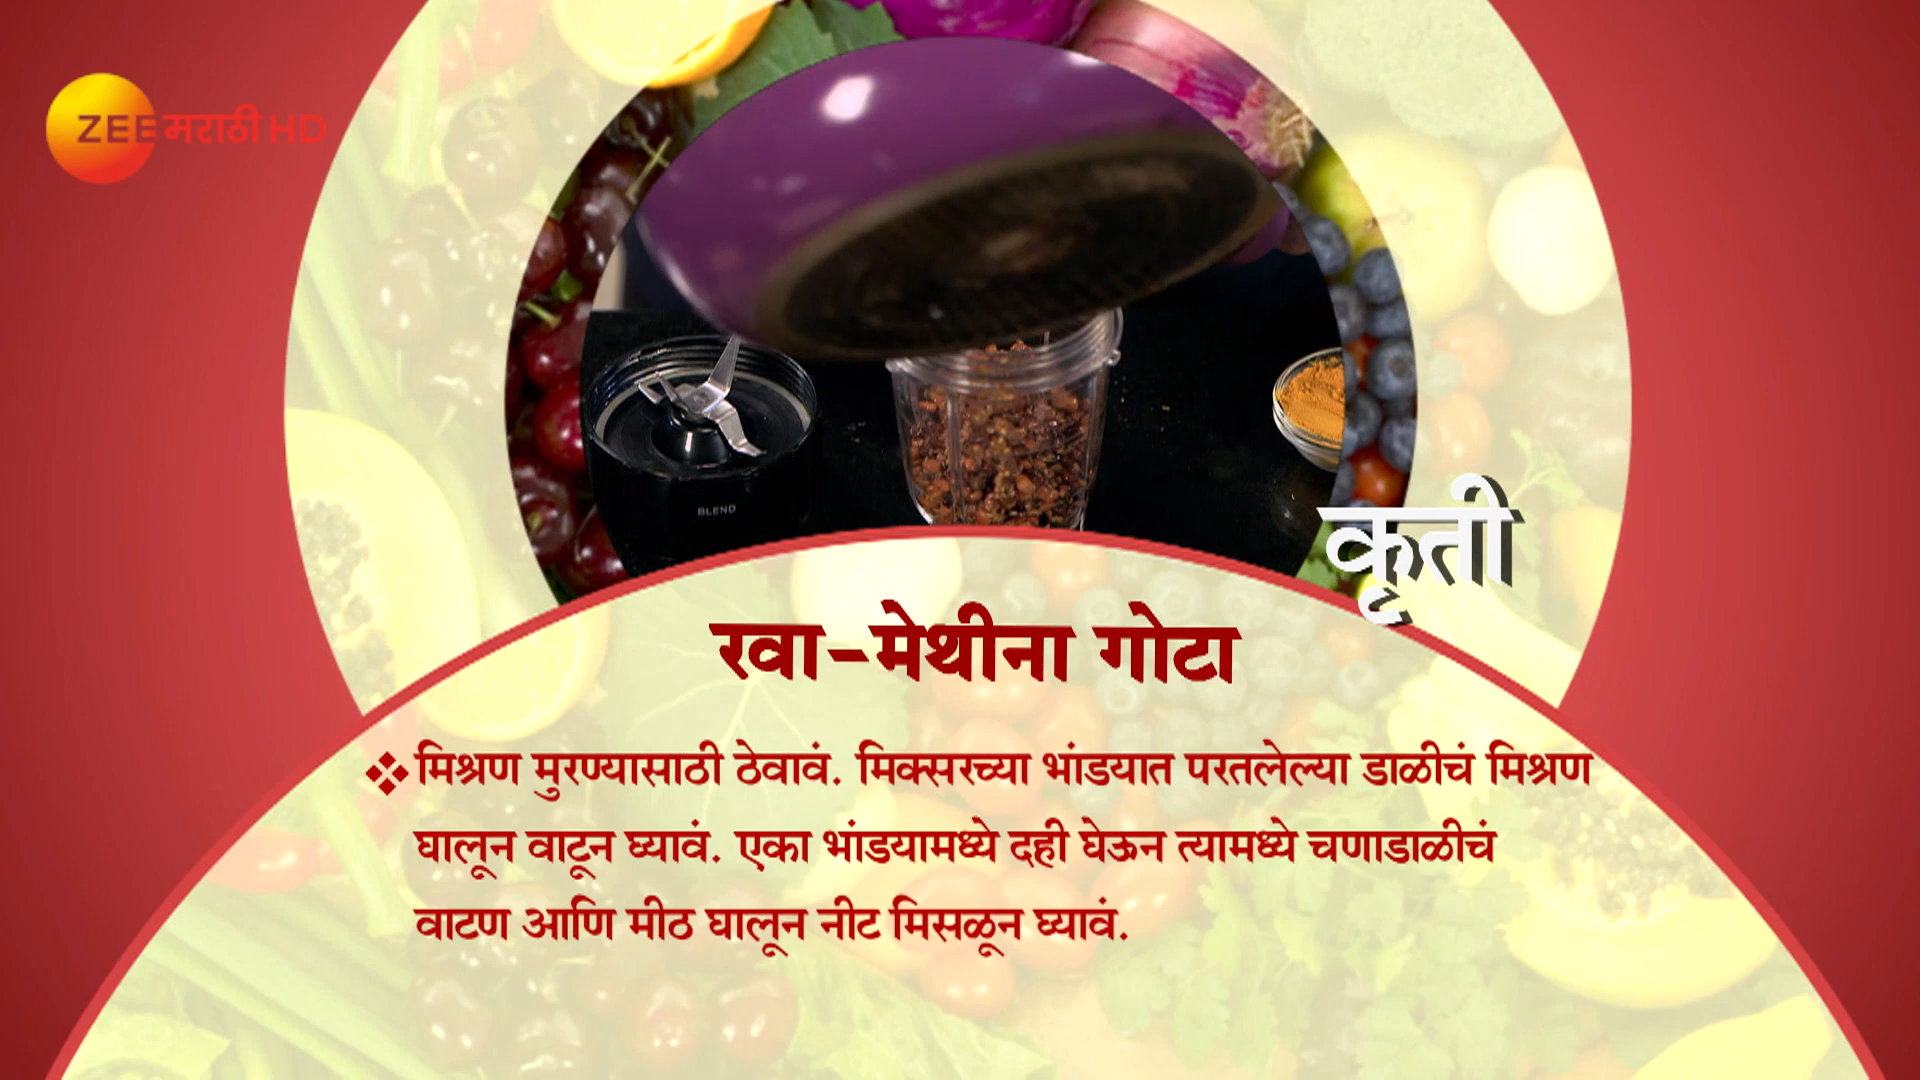 ZEE मराठी HD
BLEND
कृती
रवा-मेथीना गोटा
❖ मिश्रण मुरण्यासाठी ठेवावं. मिक्सरच्या भांडयात परतलेल्या डाळीचं मिश्रण
घालून वाटून घ्यावं. एका भांडयामध्ये दही घेऊन त्यामध्ये चणाडाळीचं
वाटण आणि मीठ घालून नीट मिसळून घ्यावं.